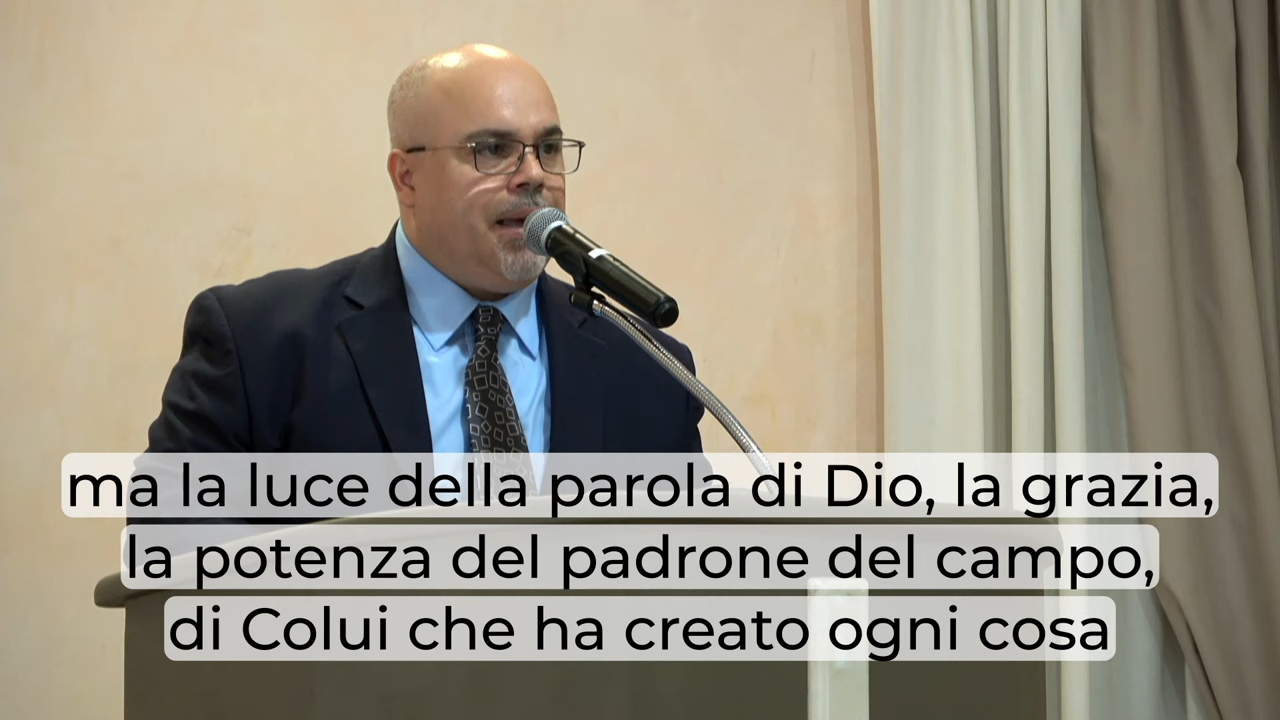 ma la luce della parola di Dio, la grazia,
la potenza del padrone del campo,
di Colui che ha creato ogni cosa